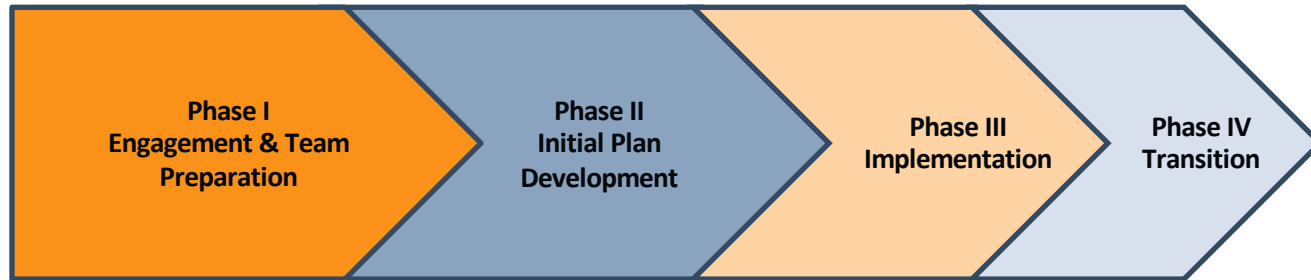 Phase I
Engagement & Team
Preparation
Phase II
Initial Plan
Development
Phase III
Implementation
Phase IV
Transition